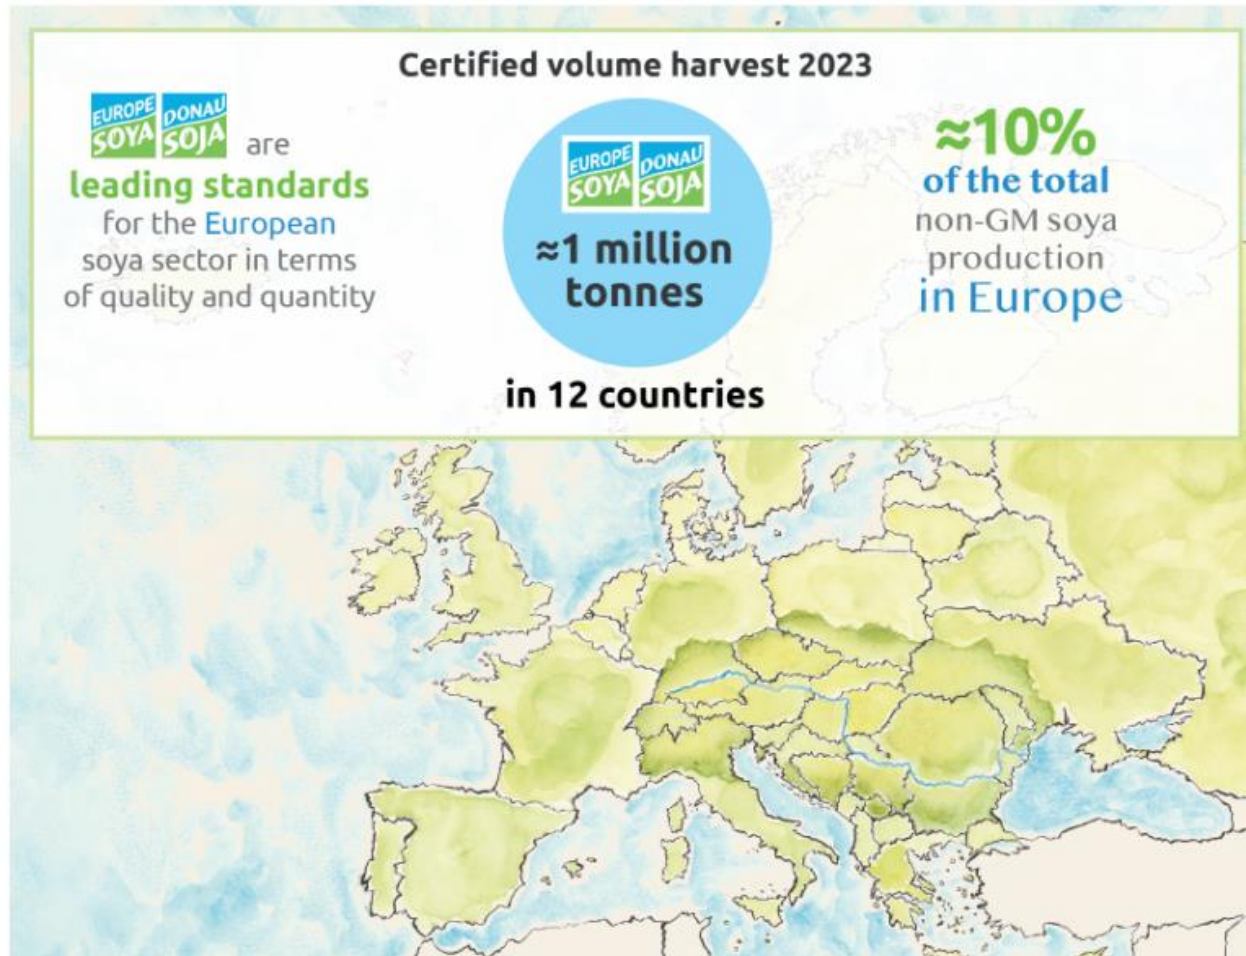 Certified volume harvest 2023
EUROPE SOYA DONAU SOJA are
leading standards
for the European
soya sector in terms
of quality and quantity
EUROPE SOYA DONAU SOJA
≈1 million
tonnes
in 12 countries
≈10%
of the total
non-GM soya
production
in Europe